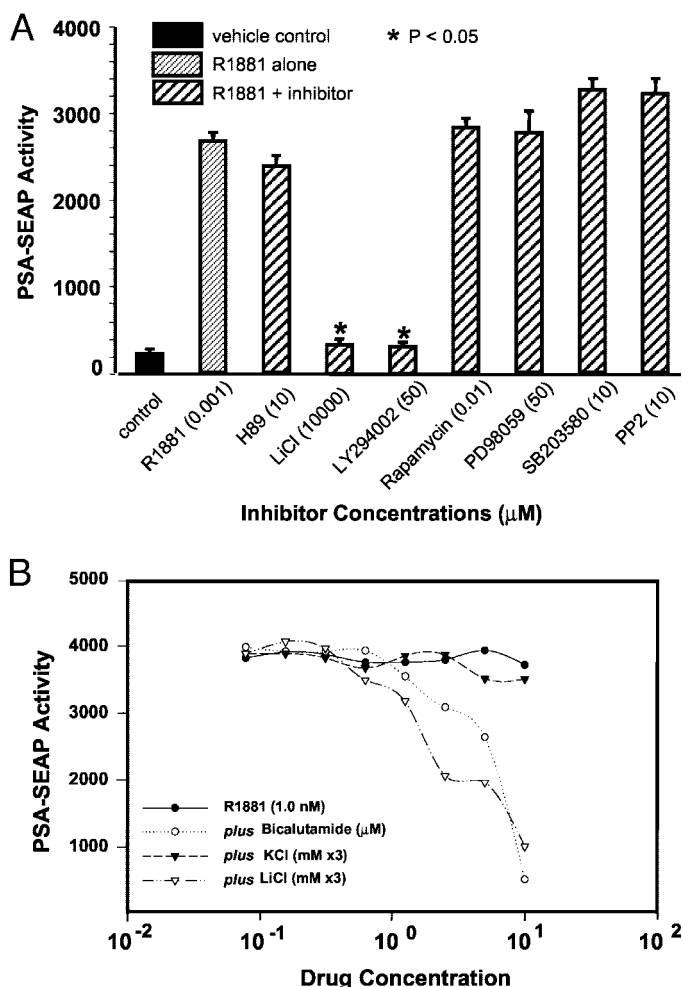 A
4000
3000
2000
1000
0
PSA-SEAP Activity
vehicle control
R1881 alone
R1881 + inhibitor
* P < 0.05
*
*
control
R1881 (0.001)
H89 (10)
LiCl (10000)
LY294002 (50)
Rapamycin (0.01)
PD98059 (50)
SB203580 (10)
PP2 (10)
Inhibitor Concentrations (μM)
B
5000
4000
3000
2000
1000
PSA-SEAP Activity
R1881 (1.0 nM)
plus Bicalutamide (μM)
plus KCl (mM x3)
plus LiCl (mM x3)
10⁻² 10⁻¹ 10⁰ 10¹ 10²
Drug Concentration